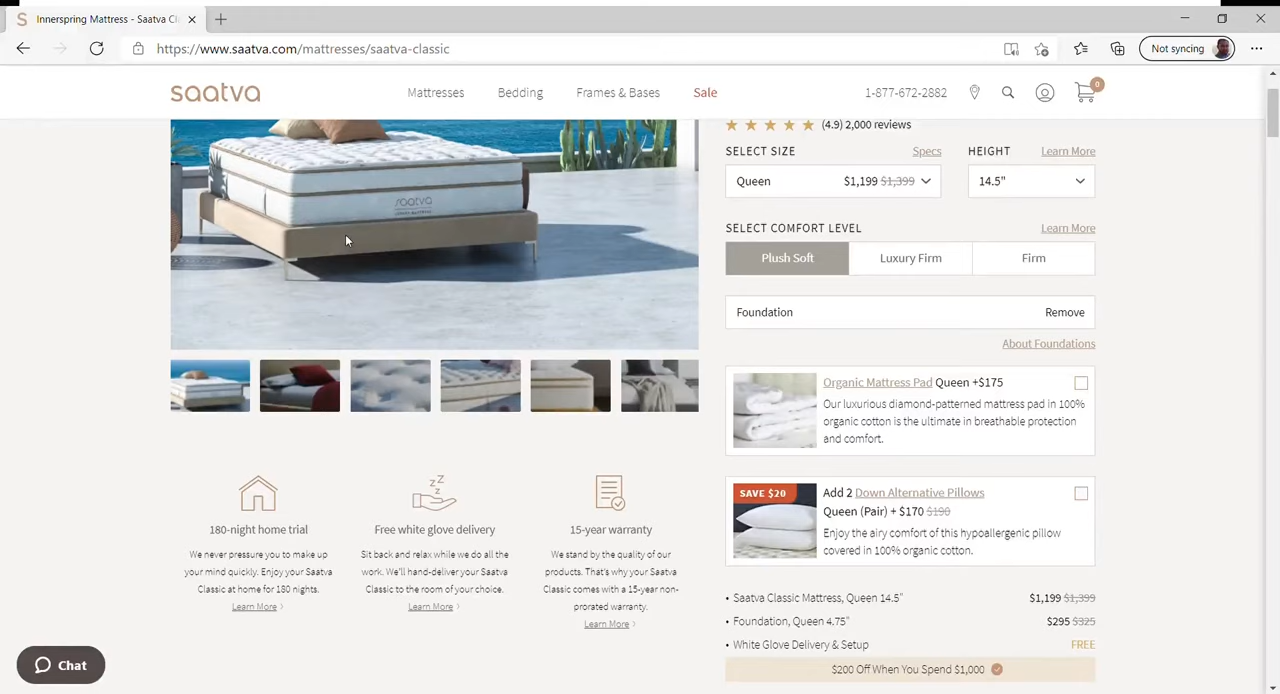 Innerspring Mattress - Saatva Cl
https://www.saatva.com/mattresses/saatva-classic
Not syncing
saatva
Mattresses
Bedding
Frames & Bases
Sale
1-877-672-2882
0
(4.9) 2,000 reviews
SELECT SIZE
Specs
HEIGHT
Learn More
Queen
$1,199 $1,399
14.5"
SELECT COMFORT LEVEL
Learn More
Plush Soft
Luxury Firm
Firm
Foundation
Remove
About Foundations
Organic Mattress Pad Queen +$175
Our luxurious diamond-patterned mattress pad in 100%
organic cotton is the ultimate in breathable protection
and comfort.
SAVE $20
Add 2 Down Alternative Pillows
Queen (Pair) + $170 $190
Enjoy the airy comfort of this hypoallergenic pillow
covered in 100% organic cotton.
• Saatva Classic Mattress, Queen 14.5"
$1,199 $1,399
• Foundation, Queen 4.75"
$295 $325
• White Glove Delivery & Setup
FREE
$200 Off When You Spend $1,000
saatva
180-night home trial
We never pressure you to make up
your mind quickly. Enjoy your Saatva
Classic at home for 180 nights.
Learn More
Free white glove delivery
Sit back and relax while we do all the
work. We'll hand-deliver your Saatva
Classic to the room of your choice.
Learn More
15-year warranty
We stand by the quality of our
products. That's why your Saatva
Classic comes with a 15-year non-
prorated warranty.
Learn More
Chat